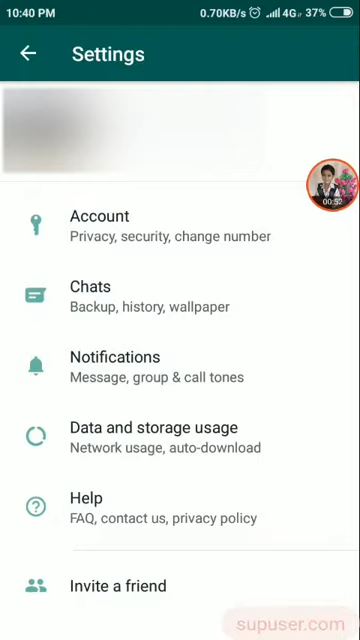 10:40 PM 0.70KB/s 4G 37%
Settings
00:52
Account
Privacy, security, change number
Chats
Backup, history, wallpaper
Notifications
Message, group & call tones
Data and storage usage
Network usage, auto-download
Help
FAQ, contact us, privacy policy
Invite a friend
supuser.com